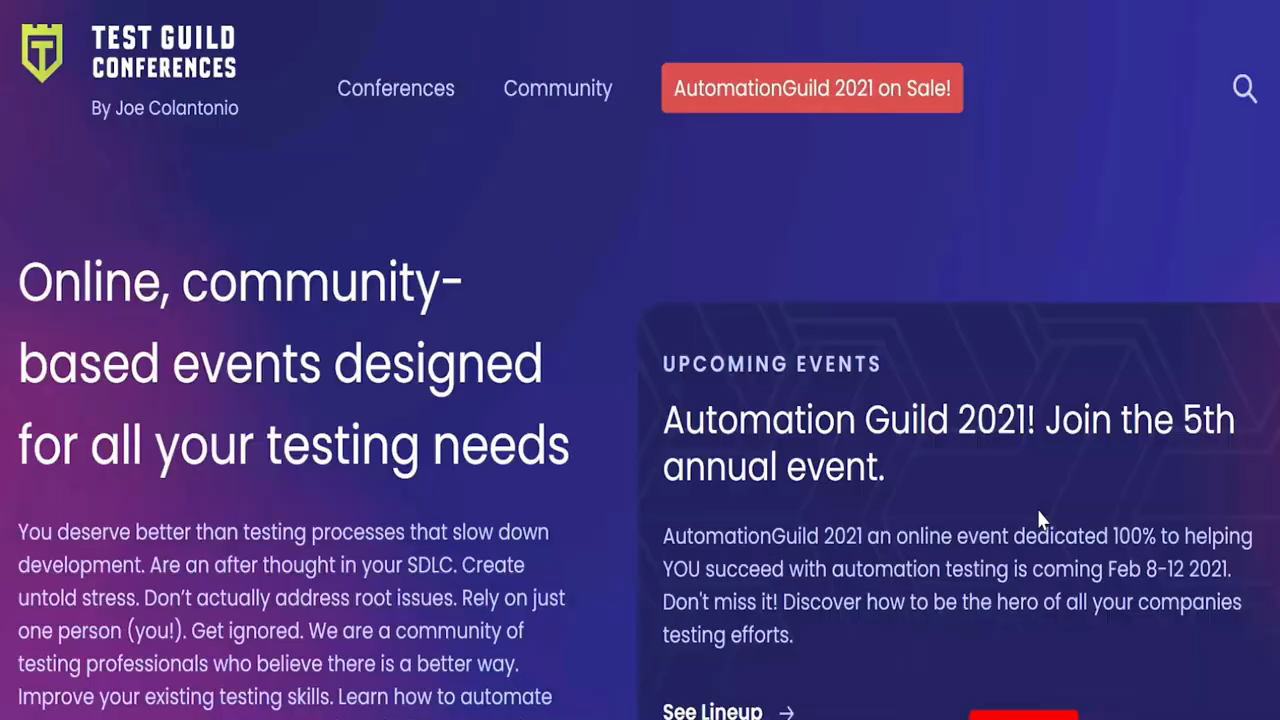 TEST GUILD
CONFERENCES
By Joe Colantonio
Conferences
Community
AutomationGuild 2021 on Sale!
Online, community-
based events designed
for all your testing needs
You deserve better than testing processes that slow down
development. Are an after thought in your SDLC. Create
untold stress. Don't actually address root issues. Rely on just
one person (you!). Get ignored. We are a community of
testing professionals who believe there is a better way.
Improve your existing testing skills. Learn how to automate
UPCOMING EVENTS
Automation Guild 2021! Join the 5th
annual event.
AutomationGuild 2021 an online event dedicated 100% to helping
YOU succeed with automation testing is coming Feb 8-12 2021.
Don't miss it! Discover how to be the hero of all your companies
testing efforts.
See Lineup →